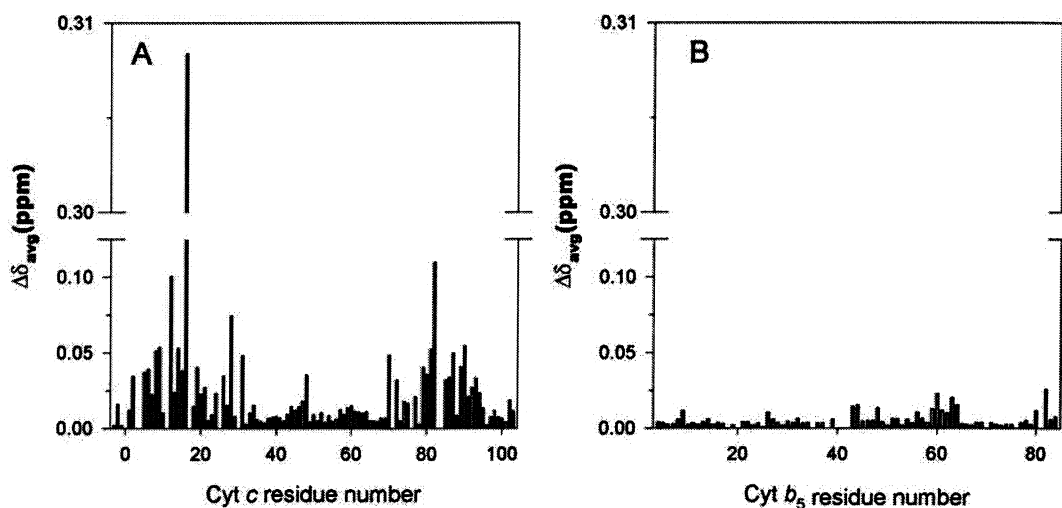 A
Δδavg(ppm)
0.31
0.30
0.10
0.05
0.00
0 20 40 60 80 100
Cyt c residue number
B
Δδavg(ppm)
0.31
0.30
0.10
0.05
0.00
20 40 60 80
Cyt b5 residue number